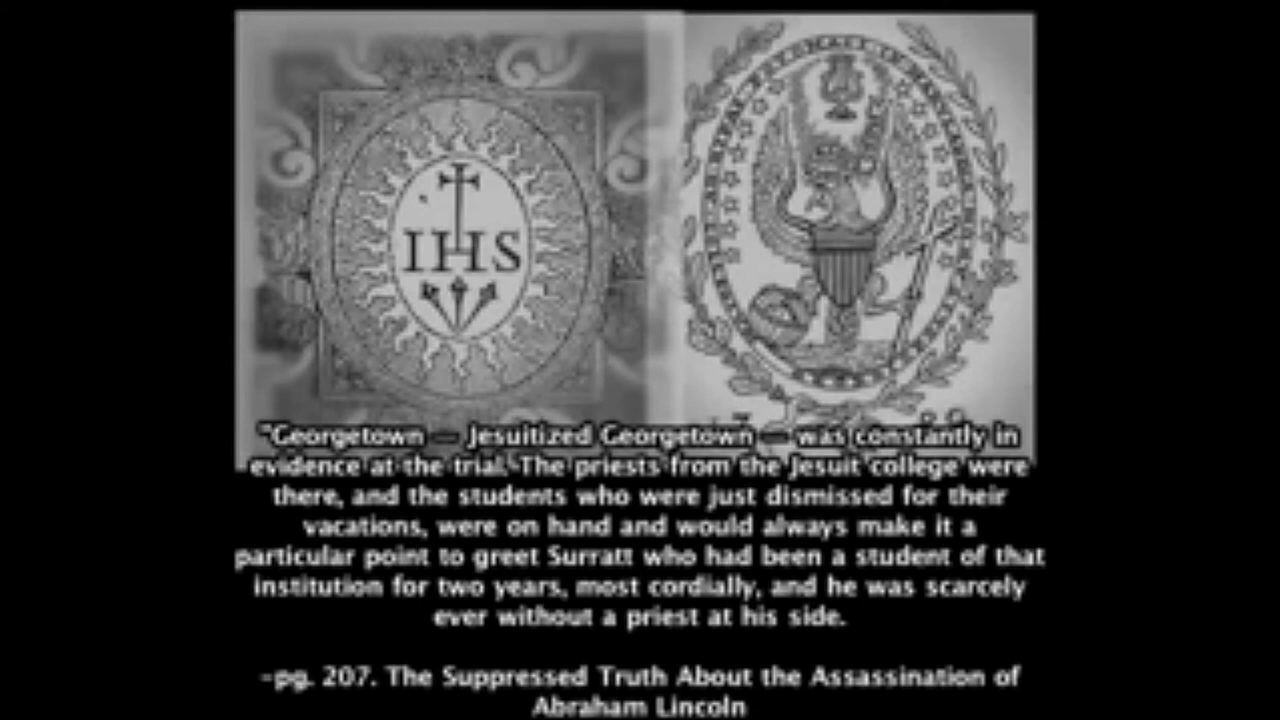 IHS
"Georgetown — Jesuitized Georgetown — was constantly in
evidence at the trial. The priests from the Jesuit college were
there, and the students who were just dismissed for their
vacations, were on hand and would always make it a
particular point to greet Surratt who had been a student of that
institution for two years, most cordially, and he was scarcely
ever without a priest at his side.
-pg. 207. The Suppressed Truth About the Assassination of
Abraham Lincoln